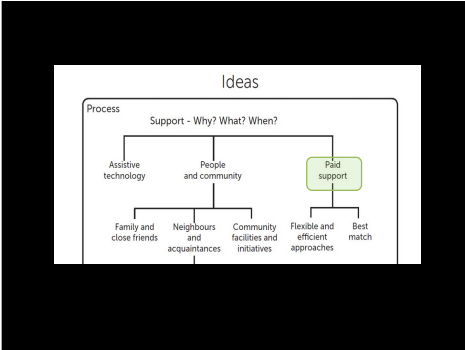 Ideas
Process
Support - Why? What? When?
Assistive
technology
People
and community
Paid
support
Family and
close friends
Neighbours
and
acquaintances
Community
facilities and
initiatives
Flexible and
efficient
approaches
Best
match